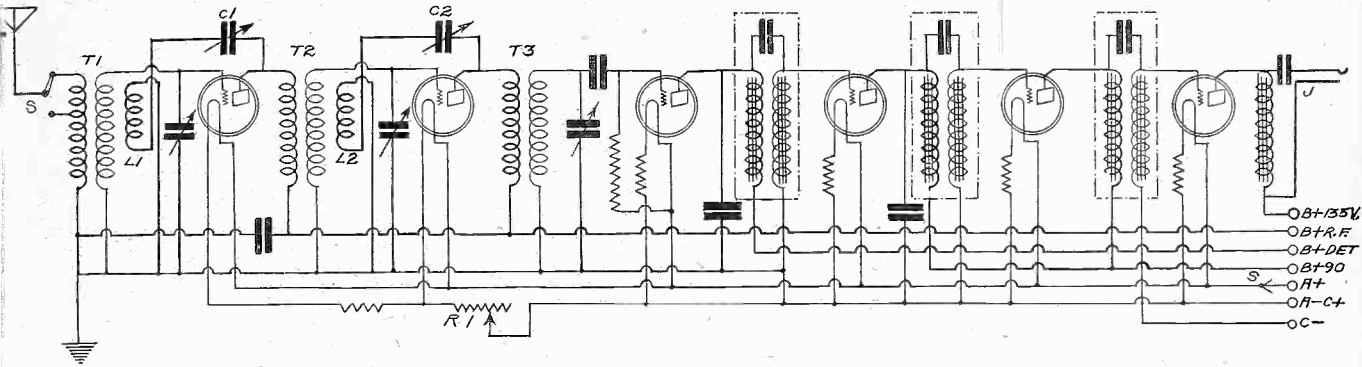 C1
C2
T1
T2
T3
S
L1
L2
J
B+135V.
B+R.F.
B+DET
B+90
S
A+
R1
A-C+
C-